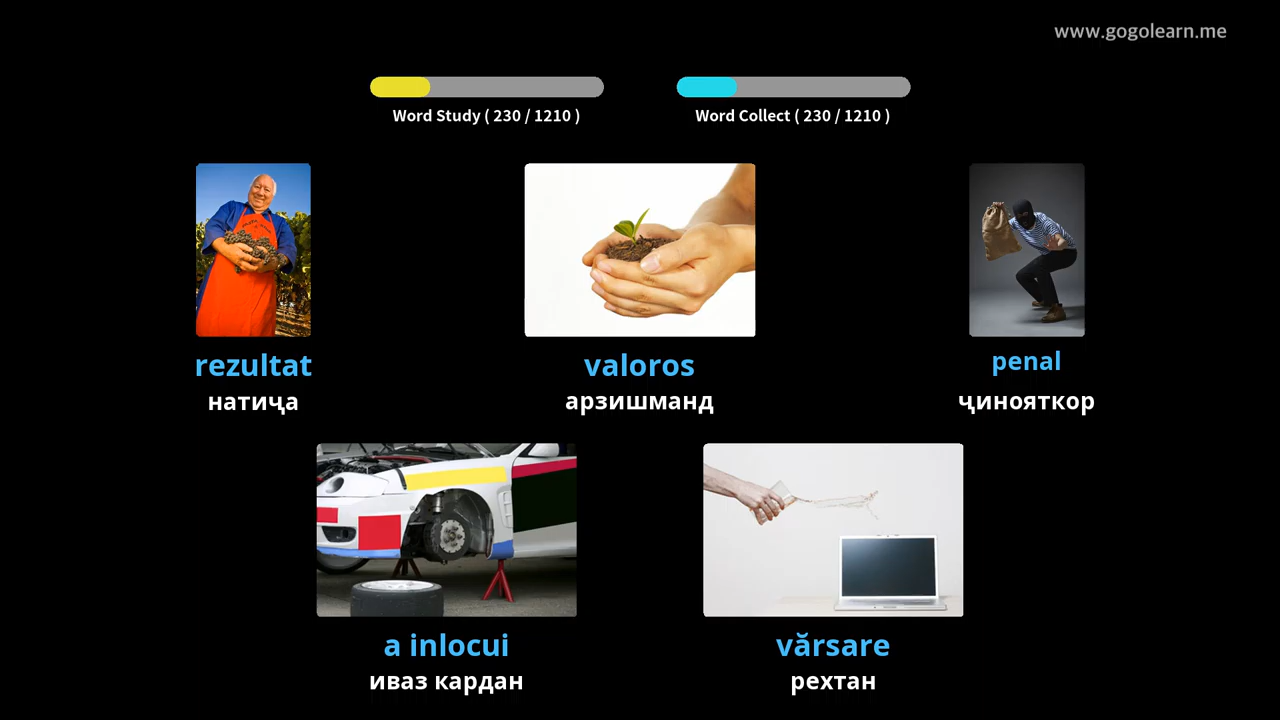 www.gogolearn.me
Word Study ( 230 / 1210 )
Word Collect ( 230 / 1210 )
rezultat
натиҷа
valoros
арзишманд
penal
ҷинояткор
a inlocui
иваз кардан
vărsare
рехтан